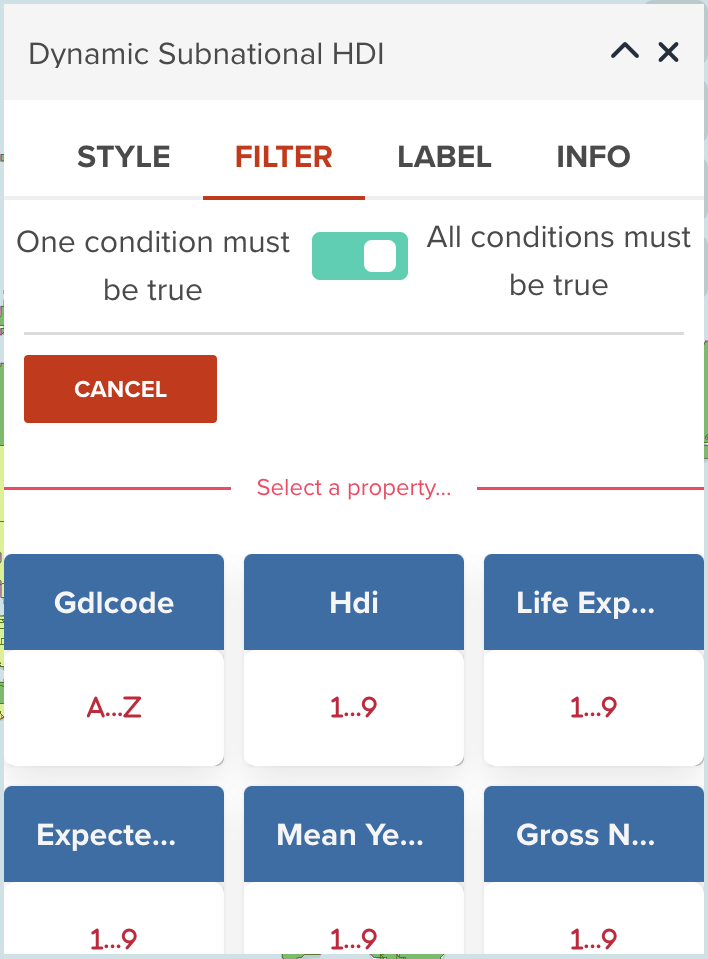 Dynamic Subnational HDI
STYLE FILTER LABEL INFO
One condition must
be true
All conditions must
be true
CANCEL
Select a property...
Gdlcode Hdi Life Exp...
A...Z 1...9 1...9
Expecte... Mean Ye... Gross N...
1...9 1...9 1...9